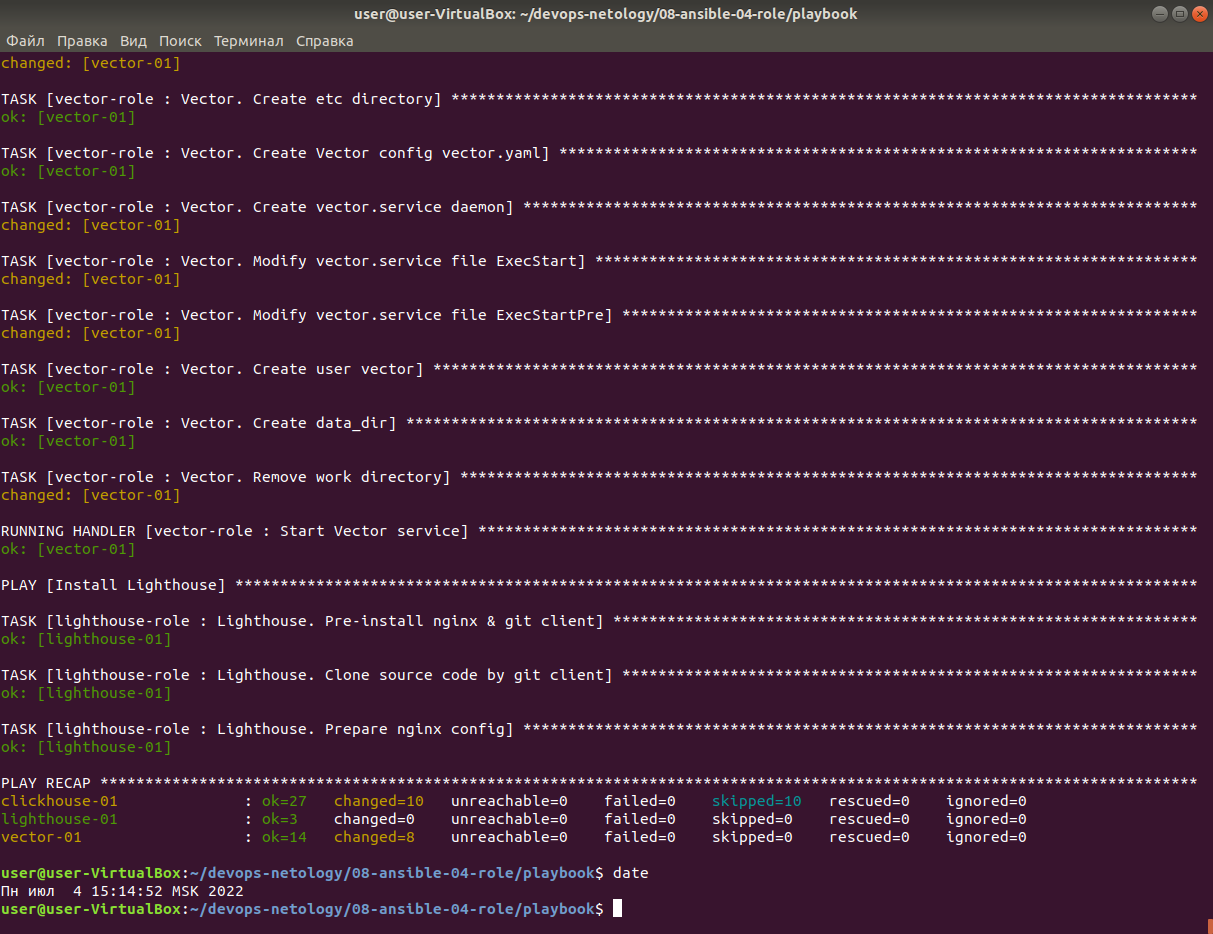 user@user-VirtualBox: ~/devops-netology/08-ansible-04-role/playbook
Файл Правка Вид Поиск Терминал Справка
changed: [vector-01]
TASK [vector-role : Vector. Create etc directory] ***********************************************************************************
ok: [vector-01]
TASK [vector-role : Vector. Create Vector config vector.yaml] ***********************************************************************
ok: [vector-01]
TASK [vector-role : Vector. Create vector.service daemon] ***************************************************************************
changed: [vector-01]
TASK [vector-role : Vector. Modify vector.service file ExecStart] *******************************************************************
changed: [vector-01]
TASK [vector-role : Vector. Modify vector.service file ExecStartPre] ****************************************************************
changed: [vector-01]
TASK [vector-role : Vector. Create user vector] *************************************************************************************
ok: [vector-01]
TASK [vector-role : Vector. Create data_dir] ****************************************************************************************
ok: [vector-01]
TASK [vector-role : Vector. Remove work directory] **********************************************************************************
changed: [vector-01]
RUNNING HANDLER [vector-role : Start Vector service] ********************************************************************************
ok: [vector-01]
PLAY [Install Lighthouse] ***********************************************************************************************************
TASK [lighthouse-role : Lighthouse. Pre-install nginx & git client] *****************************************************************
ok: [lighthouse-01]
TASK [lighthouse-role : Lighthouse. Clone source code by git client] ****************************************************************
ok: [lighthouse-01]
TASK [lighthouse-role : Lighthouse. Prepare nginx config] ***************************************************************************
ok: [lighthouse-01]
PLAY RECAP **************************************************************************************************************************
clickhouse-01 : ok=27 changed=10 unreachable=0 failed=0 skipped=10 rescued=0 ignored=0
lighthouse-01 : ok=3 changed=0 unreachable=0 failed=0 skipped=0 rescued=0 ignored=0
vector-01 : ok=14 changed=8 unreachable=0 failed=0 skipped=0 rescued=0 ignored=0
user@user-VirtualBox:~/devops-netology/08-ansible-04-role/playbook$ date
Пн июл 4 15:14:52 MSK 2022
user@user-VirtualBox:~/devops-netology/08-ansible-04-role/playbook$